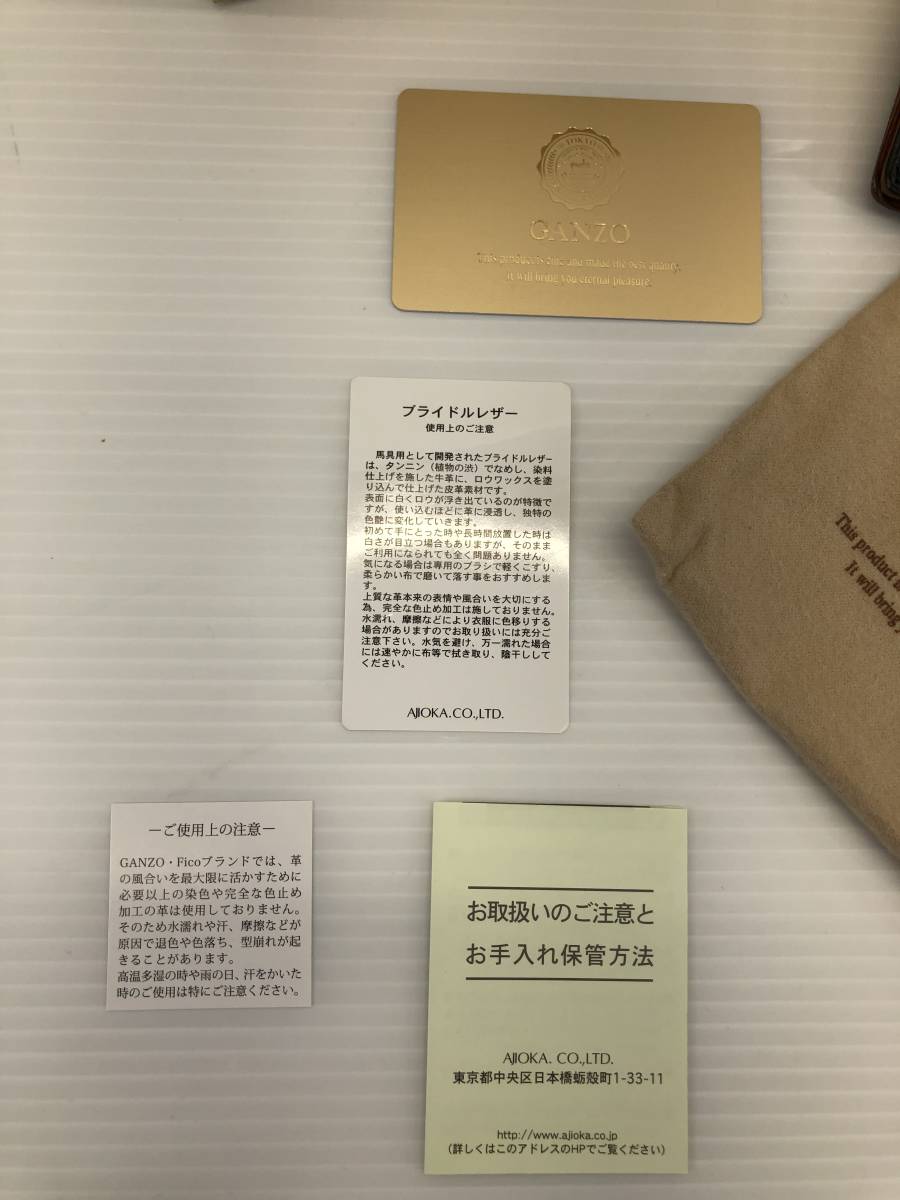 TOKYO
GANZO
This products one and made the best quality.
it will bring you eternal pleasure.
ブライドルレザー
使用上のご注意
馬具用として開発されたブライドルレザー
は、タンニン（植物の渋）でなめし、染料
仕上げを施した牛革に、ロウワックスを塗
り込んで仕上げた皮革素材です。
表面に白くロウが浮き出ているのが特徴で
すが、使い込むほどに革に浸透し、独特の
色艶に変化していきます。
初めて手にとった時や長時間放置した時は
白さが目立つ場合もありますが、そのまま
ご利用になられても全く問題ありません。
気になる場合は専用のブラシで軽くこすり、
柔らかい布で磨いて落す事をおすすめしま
す。
上質な革本来の表情や風合いを大切にする
為、完全な色止め加工は施しておりません。
水濡れ、摩擦などにより衣服に色移りする
場合がありますのでお取り扱いには充分ご
注意下さい。水気を避け、万一濡れた場合
には速やかに布等で拭き取り、陰干しして
ください。
AJIOKA.CO.,LTD.
This product
It will bring
－ご使用上の注意－
GANZO・Ficoブランドでは、革
の風合いを最大限に活かすために
必要以上の染色や完全な色止め
加工の革は使用しておりません。
そのため水濡れや汗、摩擦などが
原因で退色や色落ち、型崩れが起
きることがあります。
高温多湿の時や雨の日、汗をかいた
時のご使用は特にご注意ください。
お取扱いのご注意と
お手入れ保管方法
AJIOKA. CO.,LTD.
東京都中央区日本橋蛎殻町1-33-11
http://www.ajioka.co.jp
（詳しくはこのアドレスのHPでご覧ください）